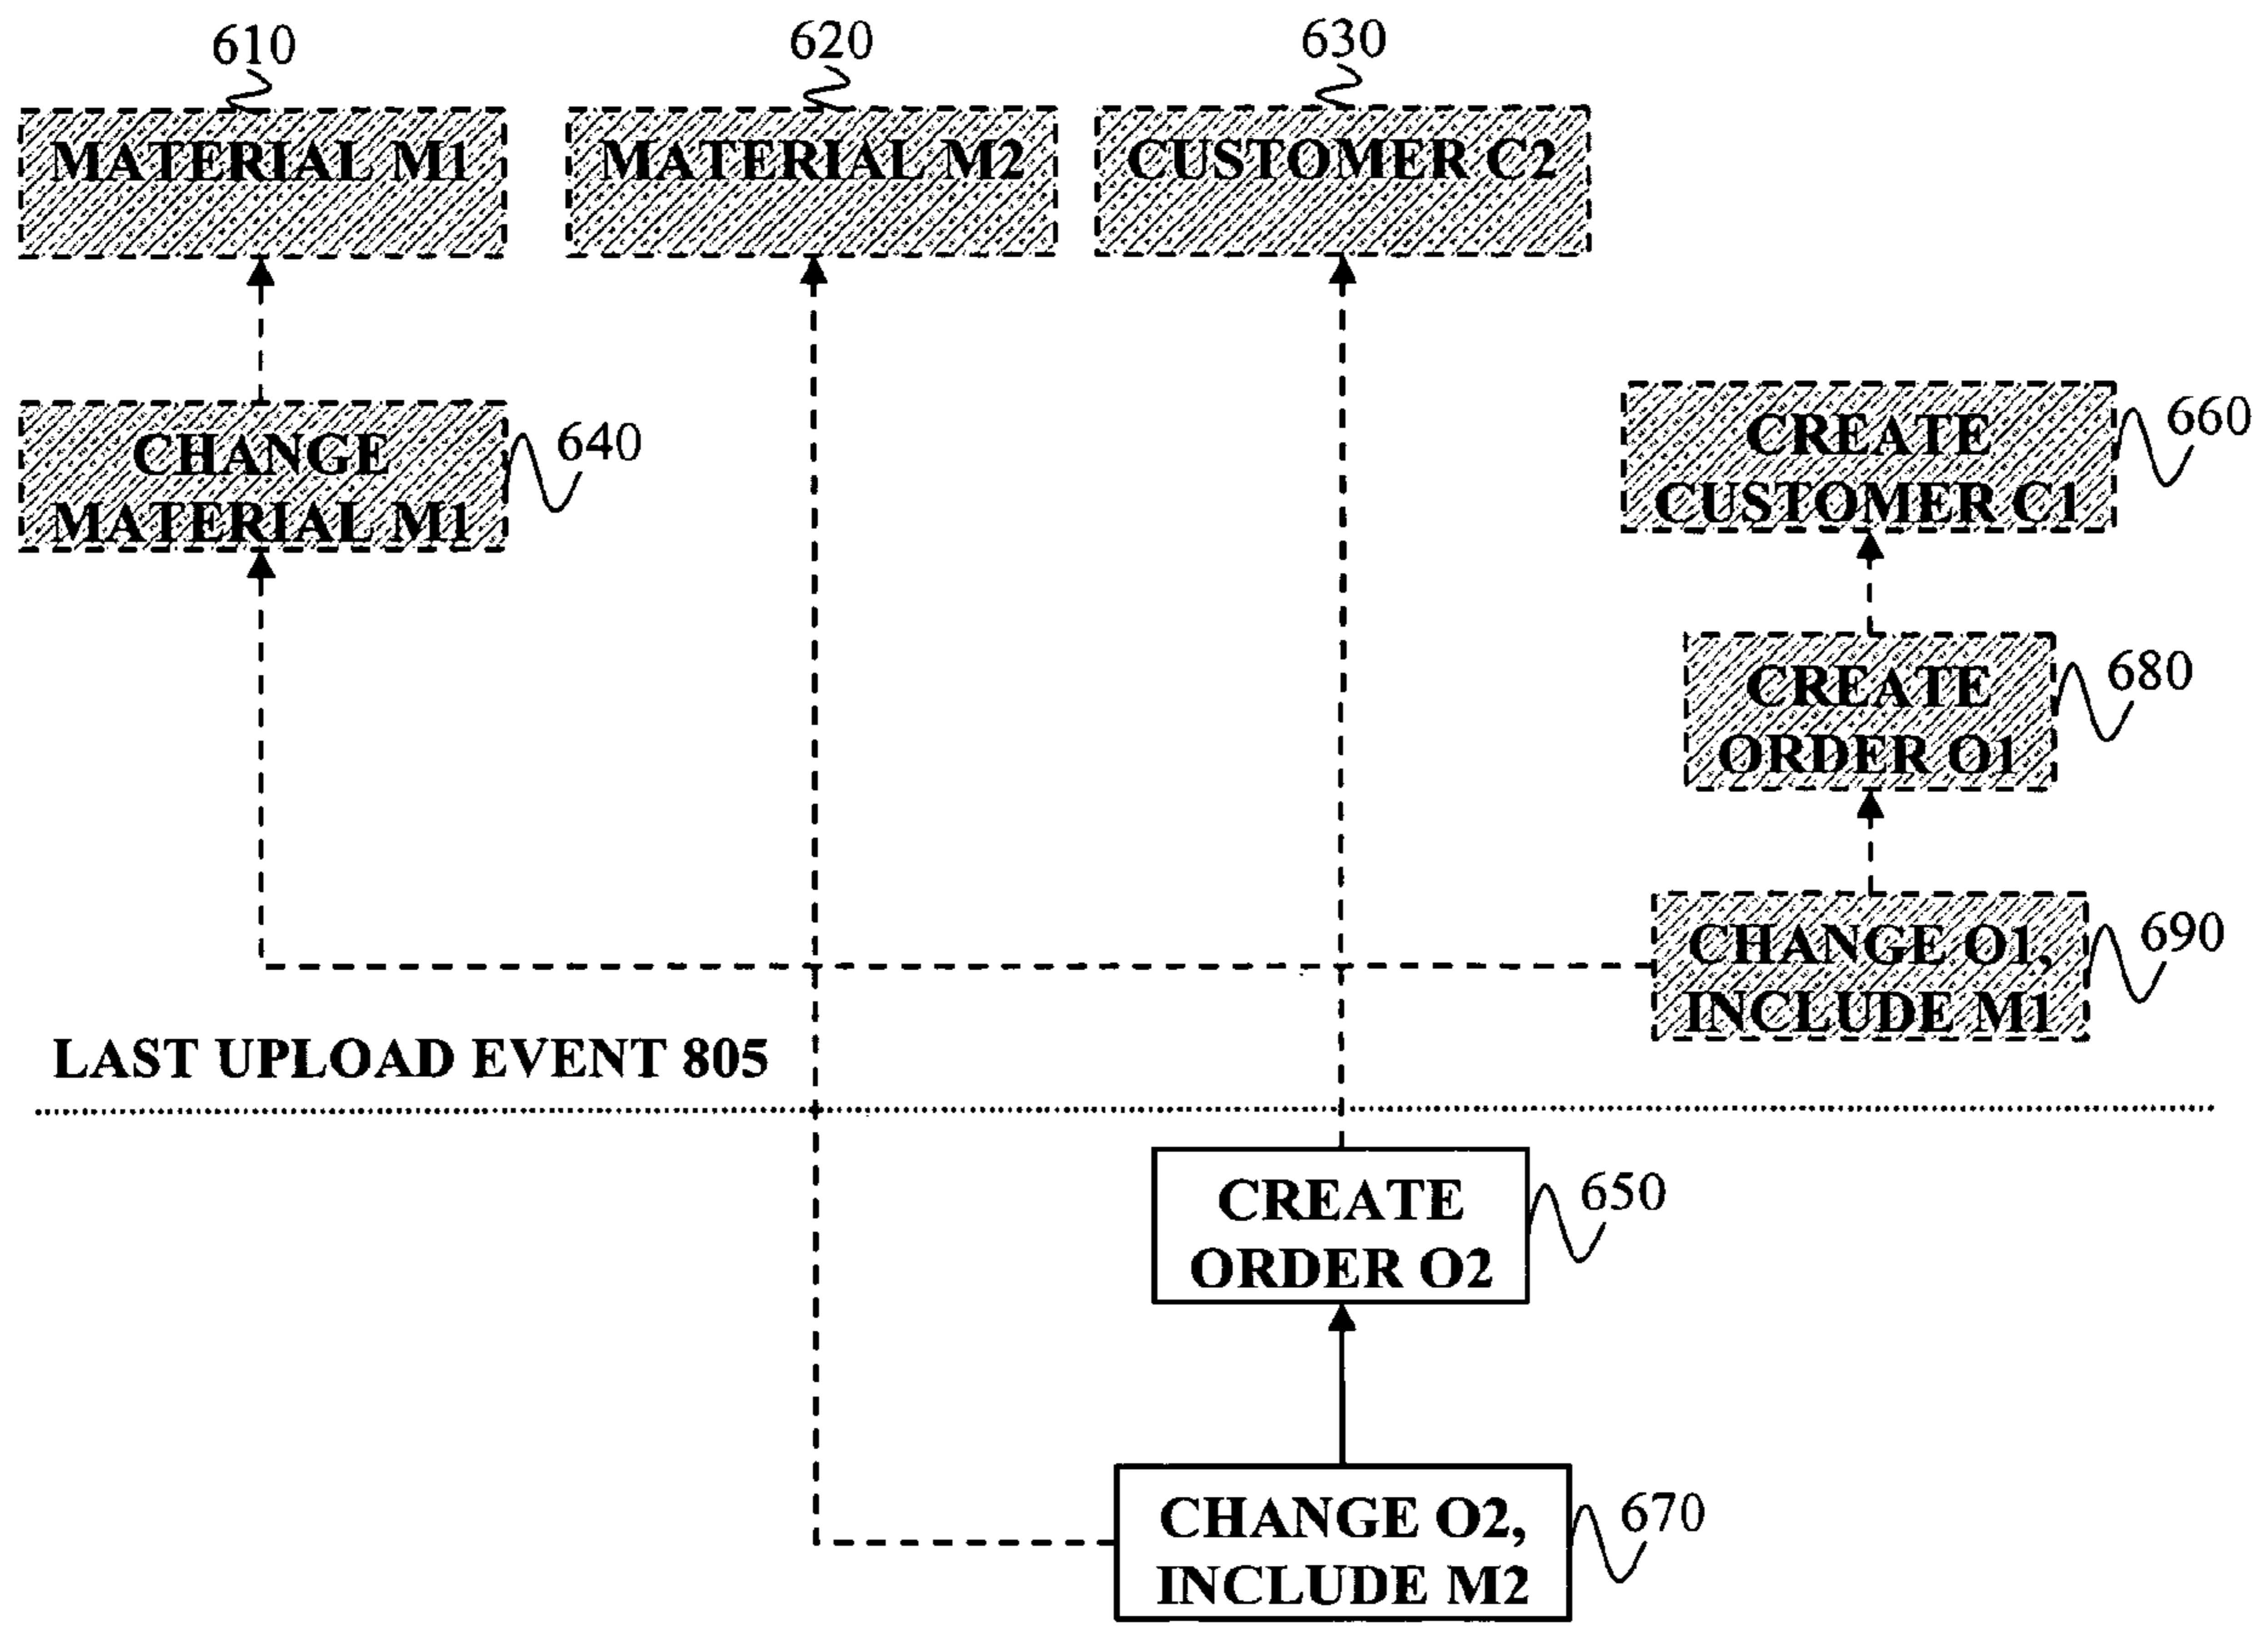 610
620
630
MATERIAL M1
MATERIAL M2
CUSTOMER C2
CHANGE
MATERIAL M1
640
CREATE
CUSTOMER C1
660
CREATE
ORDER O1
680
CHANGE O1,
INCLUDE M1
690
LAST UPLOAD EVENT 805
CREATE
ORDER O2
650
CHANGE O2,
INCLUDE M2
670